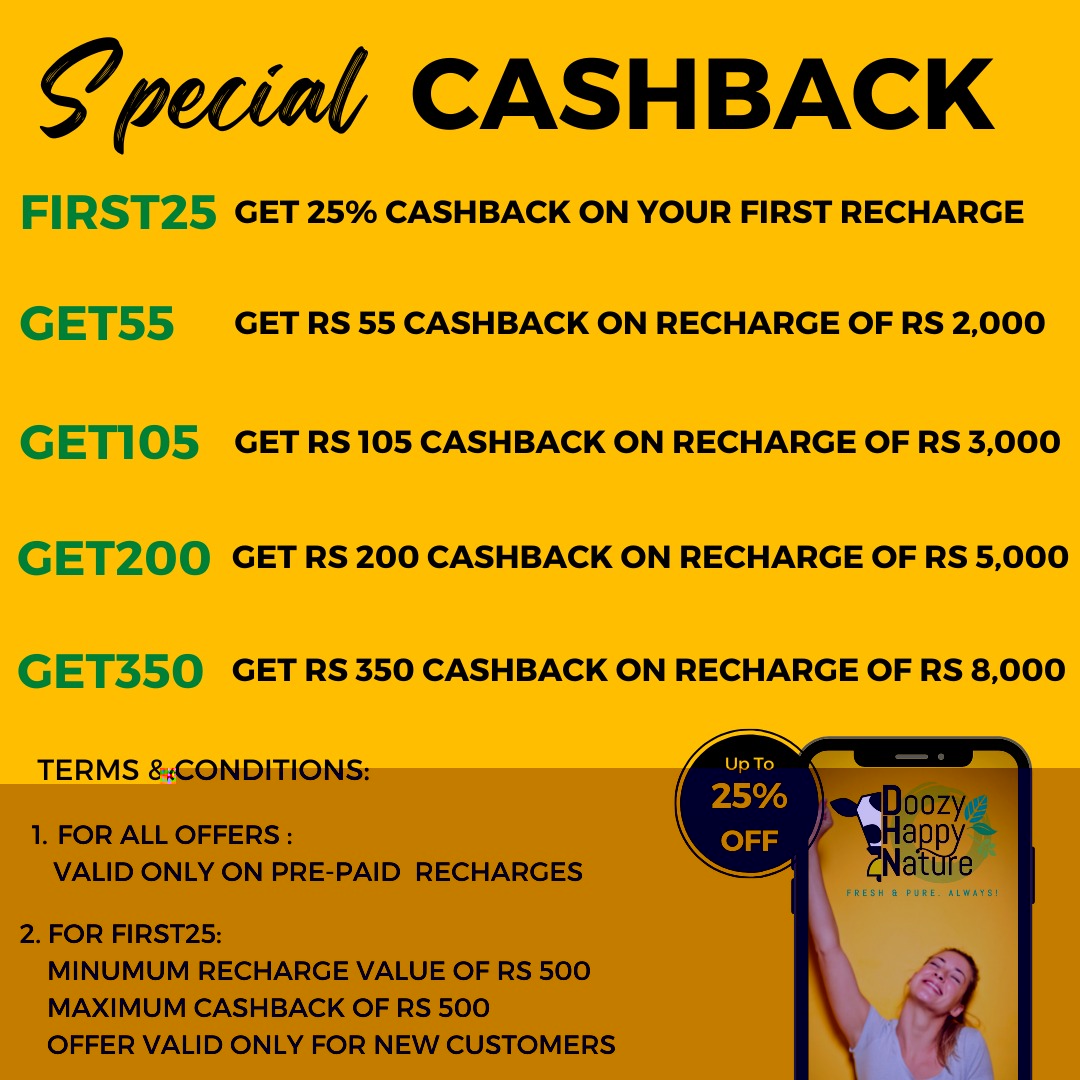 Special CASHBACK
FIRST25 GET 25% CASHBACK ON YOUR FIRST RECHARGE
GET55 GET RS 55 CASHBACK ON RECHARGE OF RS 2,000
GET105 GET RS 105 CASHBACK ON RECHARGE OF RS 3,000
GET200 GET RS 200 CASHBACK ON RECHARGE OF RS 5,000
GET350 GET RS 350 CASHBACK ON RECHARGE OF RS 8,000
TERMS & CONDITIONS:
1. FOR ALL OFFERS :
VALID ONLY ON PRE-PAID RECHARGES
2. FOR FIRST25:
MINUMUM RECHARGE VALUE OF RS 500
MAXIMUM CASHBACK OF RS 500
OFFER VALID ONLY FOR NEW CUSTOMERS
Up To
25%
OFF
Doozy
Happy
Nature
FRESH & PURE. ALWAYS!